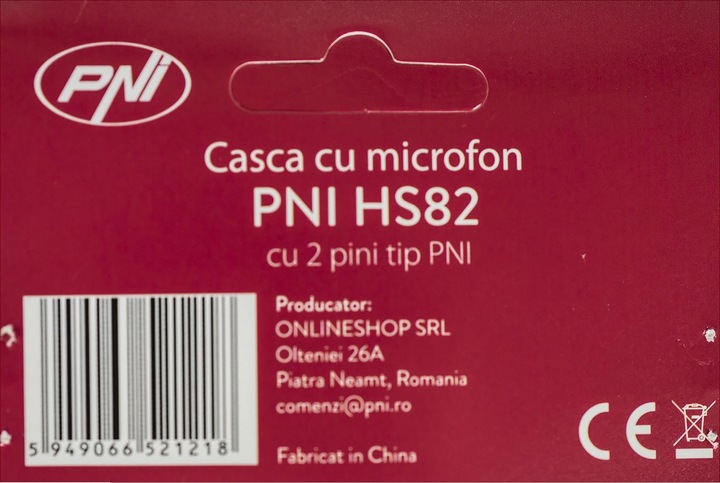 PNI
Casca cu microfon
PNI HS82
cu 2 pini tip PNI
Producator:
ONLINESHOP SRL
Olteniei 26A
Piatra Neamt, Romania
comenzi@pni.ro
5 949066 521218
Fabricat in China
CE